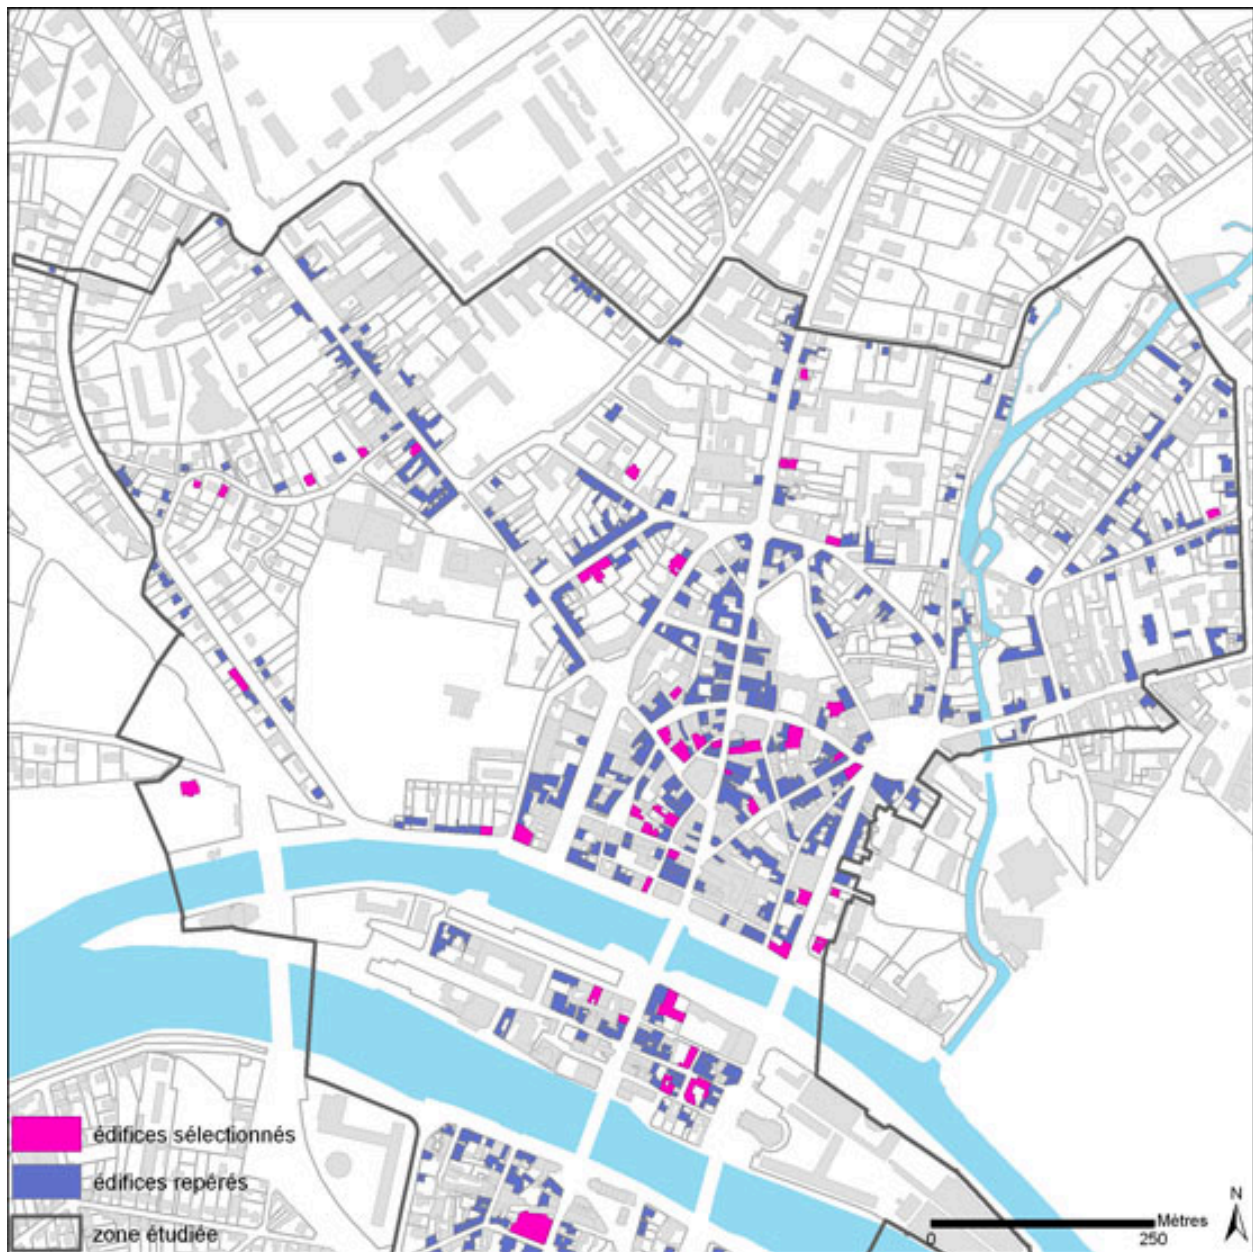 édifices sélectionnés
édifices repérés
zone étudiée
N
Mètres
0 250